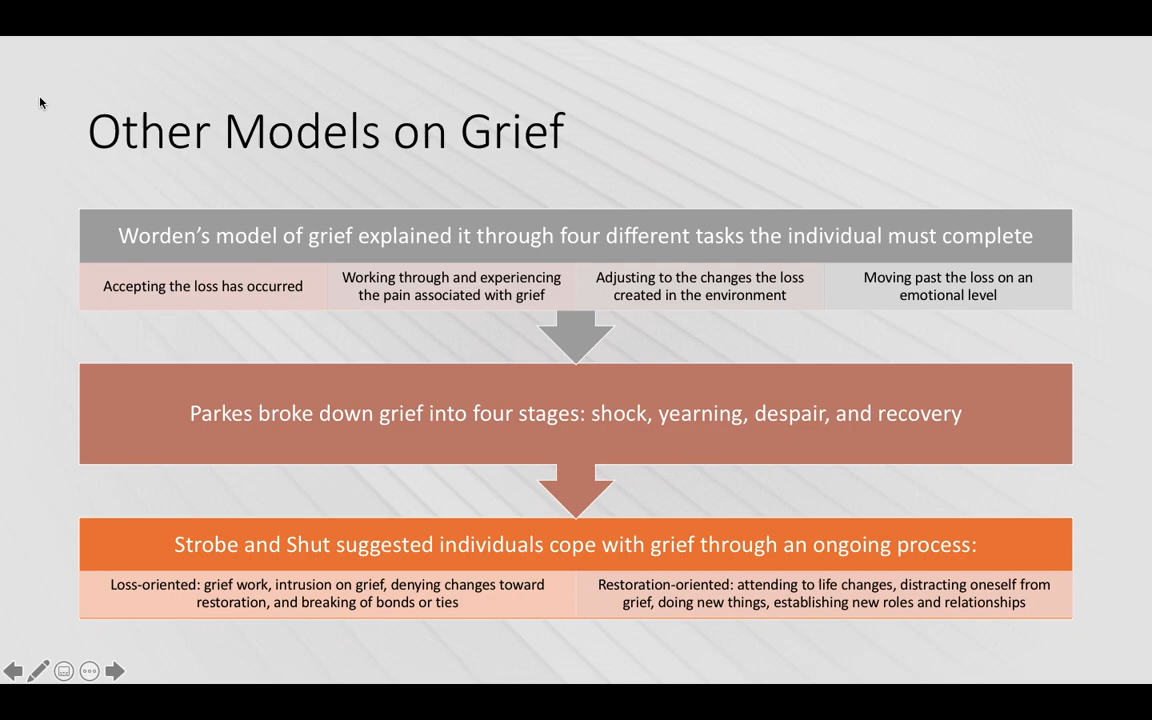 Other Models on Grief
Worden’s model of grief explained it through four different tasks the individual must complete
Accepting the loss has occurred
Working through and experiencing
the pain associated with grief
Adjusting to the changes the loss
created in the environment
Moving past the loss on an
emotional level
Parkes broke down grief into four stages: shock, yearning, despair, and recovery
Strobe and Shut suggested individuals cope with grief through an ongoing process:
Loss-oriented: grief work, intrusion on grief, denying changes toward
restoration, and breaking of bonds or ties
Restoration-oriented: attending to life changes, distracting oneself from
grief, doing new things, establishing new roles and relationships